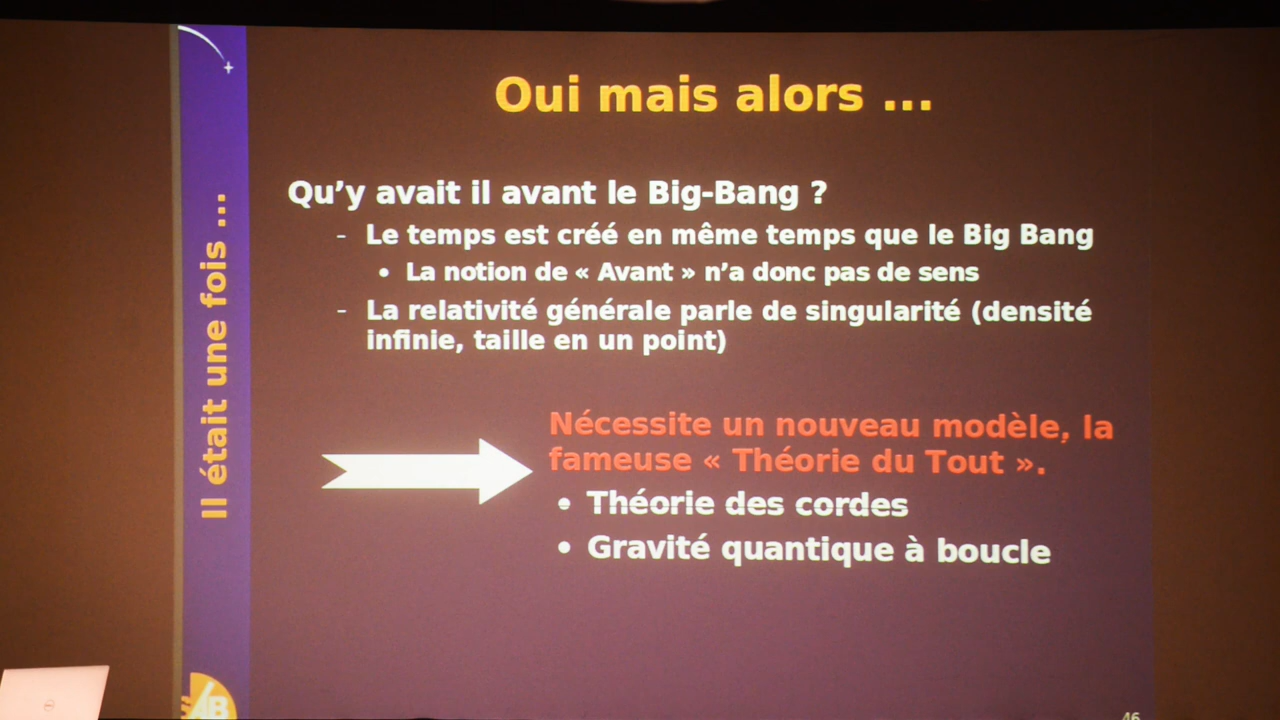 Oui mais alors ...
Il était une fois ...
Qu’y avait il avant le Big-Bang ?
- Le temps est créé en même temps que le Big Bang
• La notion de « Avant » n’a donc pas de sens
- La relativité générale parle de singularité (densité
infinie, taille en un point)
Nécessite un nouveau modèle, la
fameuse « Théorie du Tout ».
• Théorie des cordes
• Gravité quantique à boucle
46